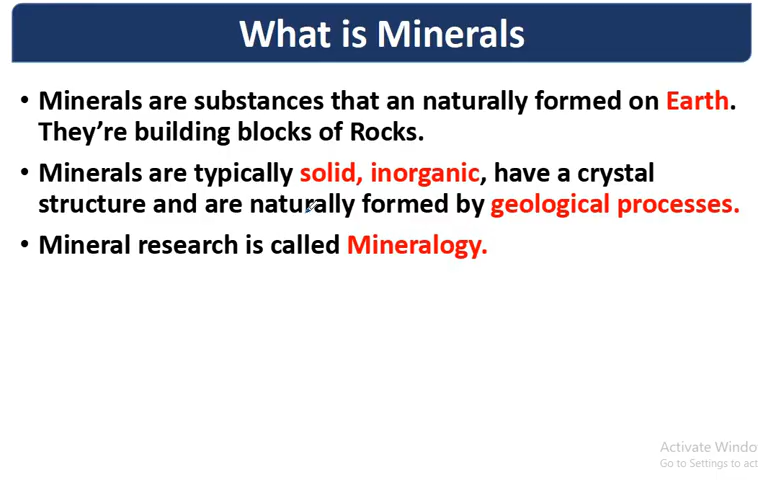 What is Minerals
• Minerals are substances that an naturally formed on Earth.
They're building blocks of Rocks.
• Minerals are typically solid, inorganic, have a crystal
structure and are naturally formed by geological processes.
• Mineral research is called Mineralogy.
Activate Windo
Go to Settings to act